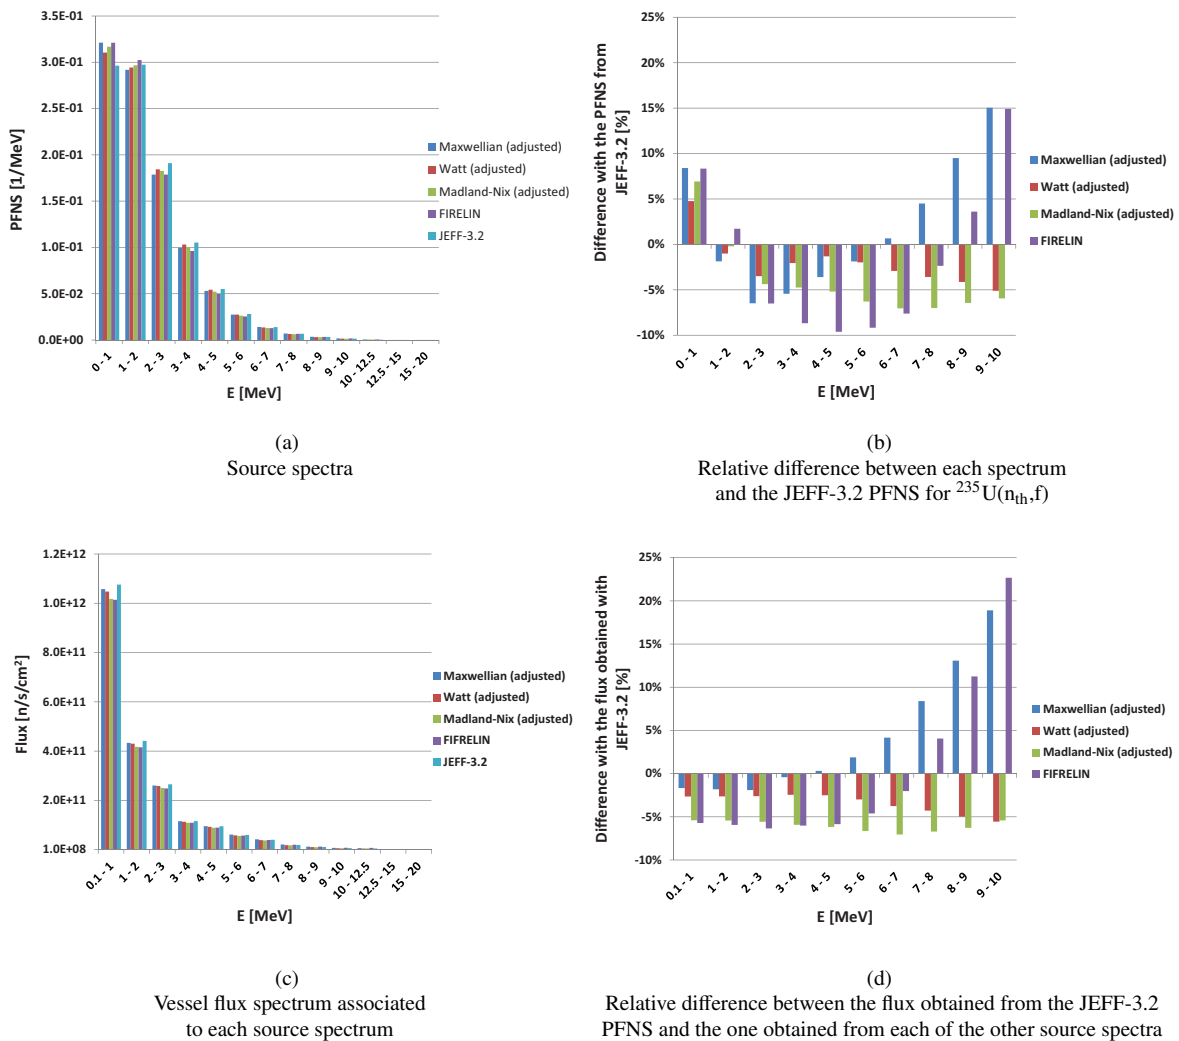 3.5E-01
3.0E-01
2.5E-01
2.0E-01
1.5E-01
1.0E-01
5.0E-02
0.0E+00
PFNS [1/MeV]
0 - 1
1 - 2
2 - 3
3 - 4
4 - 5
5 - 6
6 - 7
7 - 8
8 - 9
9 - 10
10 - 12.5
12.5 - 15
15 - 20
E [MeV]
Maxwellian (adjusted)
Watt (adjusted)
Madland-Nix (adjusted)
FIRELIN
JEFF-3.2
(a)
Source spectra
25%
20%
15%
10%
5%
0%
-5%
-10%
Difference with the PFNS from
JEFF-3.2 [%]
0 - 1
1 - 2
2 - 3
3 - 4
4 - 5
5 - 6
6 - 7
7 - 8
8 - 9
9 - 10
E [MeV]
Maxwellian (adjusted)
Watt (adjusted)
Madland-Nix (adjusted)
FIRELIN
(b)
Relative difference between each spectrum
and the JEFF-3.2 PFNS for ²³⁵U(nth,f)
1.2E+12
1.0E+12
8.0E+11
6.0E+11
4.0E+11
2.0E+11
1.0E+08
Flux [n/s/cm²]
0.1 - 1
1 - 2
2 - 3
3 - 4
4 - 5
5 - 6
6 - 7
7 - 8
8 - 9
9 - 10
10 - 12.5
12.5 - 15
15 - 20
E [MeV]
Maxwellian (adjusted)
Watt (adjusted)
Madland-Nix (adjusted)
FIFRELIN
JEFF-3.2
(c)
Vessel flux spectrum associated
to each source spectrum
25%
20%
15%
10%
5%
0%
-5%
-10%
Difference with the flux obtained with
JEFF-3.2 [%]
0.1 - 1
1 - 2
2 - 3
3 - 4
4 - 5
5 - 6
6 - 7
7 - 8
8 - 9
9 - 10
E [MeV]
Maxwellian (adjusted)
Watt (adjusted)
Madland-Nix (adjusted)
FIFRELIN
(d)
Relative difference between the flux obtained from the JEFF-3.2
PFNS and the one obtained from each of the other source spectra